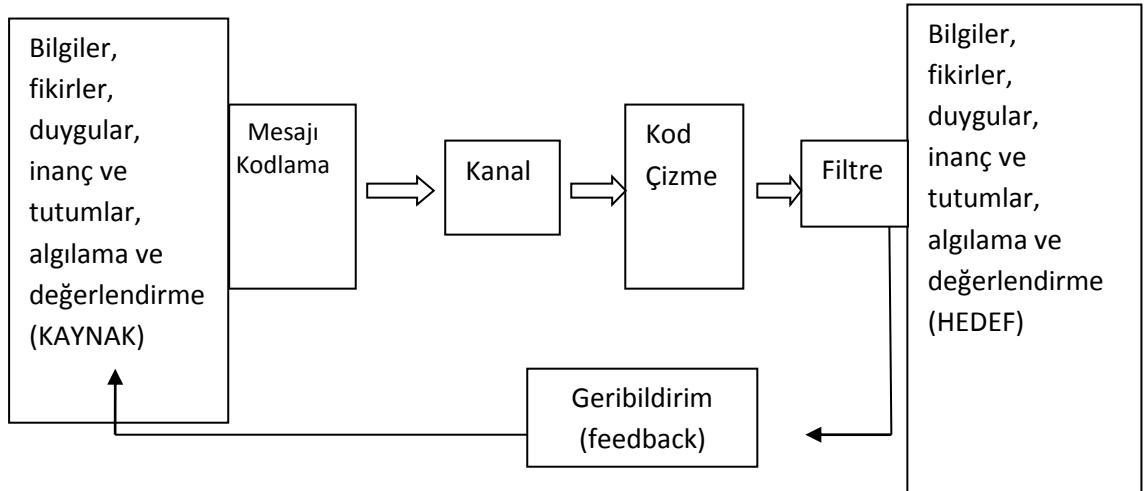 Bilgiler,
fikirler,
duygular,
inanç ve
tutumlar,
algılama ve
değerlendirme
(KAYNAK)
Mesajı
Kodlama
Kanal
Kod
Çizme
Filtre
Bilgiler,
fikirler,
duygular,
inanç ve
tutumlar,
algılama ve
değerlendirme
(HEDEF)
Geribildirim
(feedback)